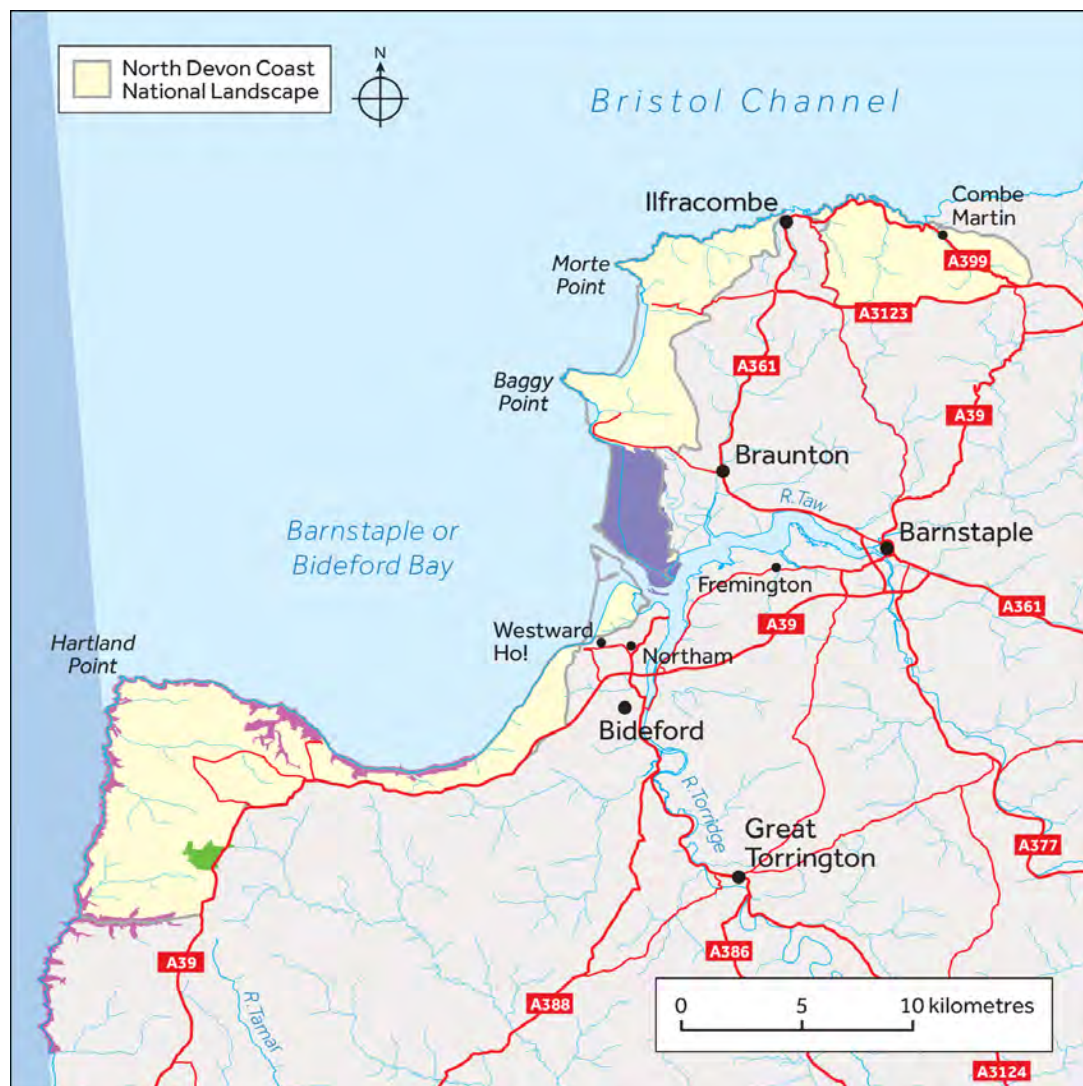 North Devon Coast
National Landscape
N
Bristol Channel
Ilfracombe
Combe
Martin
Morte
Point
A399
A3123
A361
Baggy
Point
A39
Braunton
R.Taw
Barnstaple or
Bideford Bay
Barnstaple
Fremington
A361
Hartland
Point
Westward
Ho!
A39
Northam
Bideford
R.Torridge
Great
Torrington
A377
A39
R.Tamar
A388
A386
0 5 10 kilometres
A3124